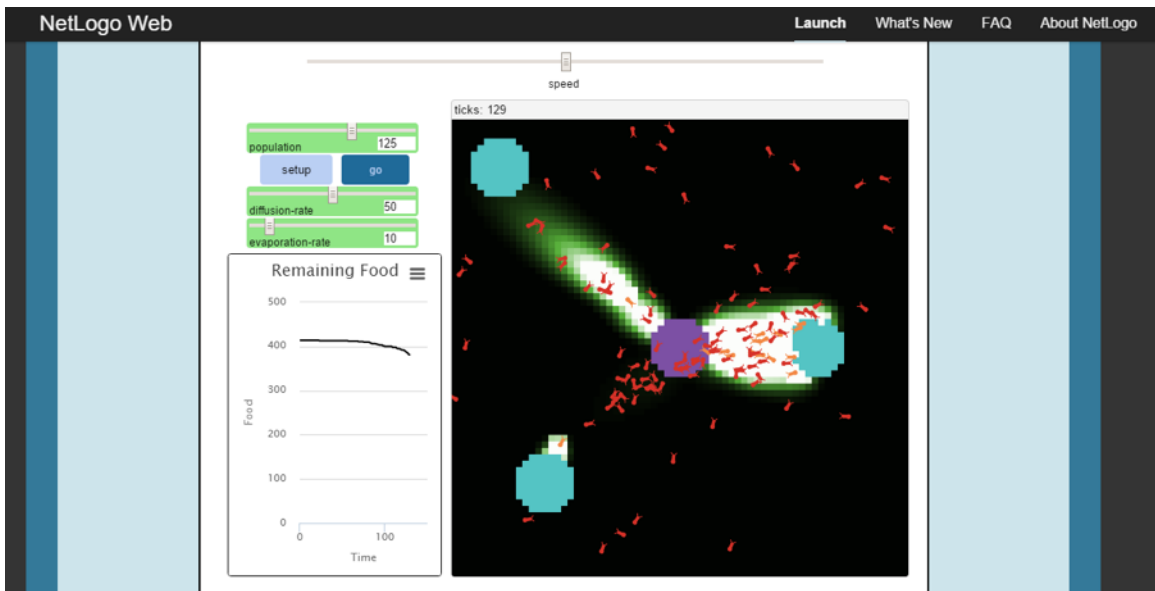 NetLogo Web Launch What's New FAQ About NetLogo
speed
ticks: 129
population 125
setup go
diffusion-rate 50
evaporation-rate 10
Remaining Food
500
400
300
200
100
0
Food
0 100
Time